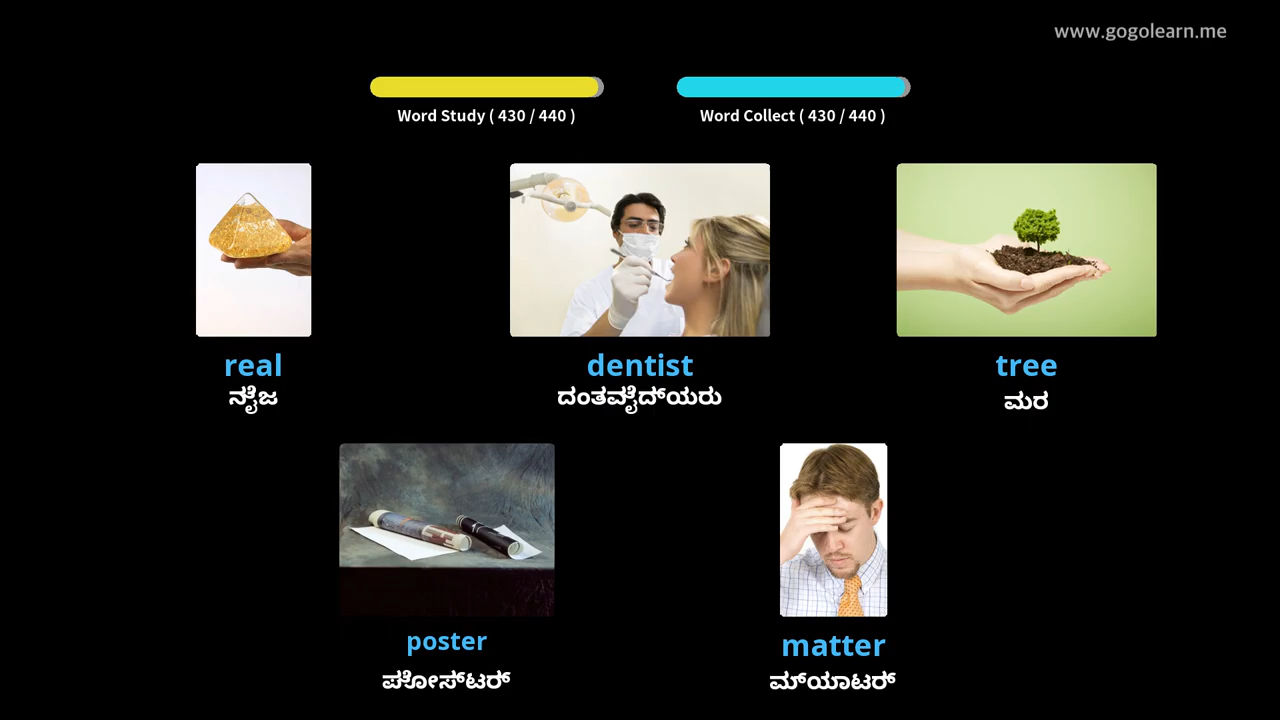 www.gogolearn.me
Word Study ( 430 / 440 )
Word Collect ( 430 / 440 )
real
ನೈಜ
dentist
ದಂತವೈದ್ಯರು
tree
ಮರ
poster
ಪೋಸ್ಟರ್
matter
ಮ್ಯಾಟರ್